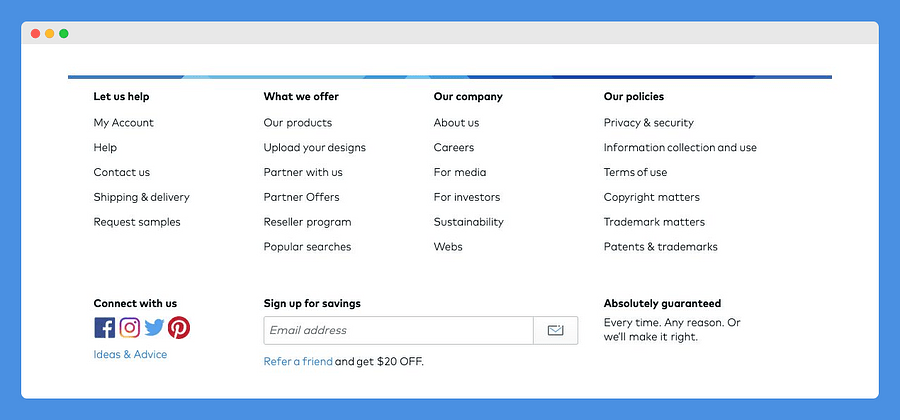 Let us help
My Account
Help
Contact us
Shipping & delivery
Request samples
What we offer
Our products
Upload your designs
Partner with us
Partner Offers
Reseller program
Popular searches
Our company
About us
Careers
For media
For investors
Sustainability
Webs
Our policies
Privacy & security
Information collection and use
Terms of use
Copyright matters
Trademark matters
Patents & trademarks
Connect with us
Ideas & Advice
Sign up for savings
Email address
Refer a friend and get $20 OFF.
Absolutely guaranteed
Every time. Any reason. Or
we'll make it right.